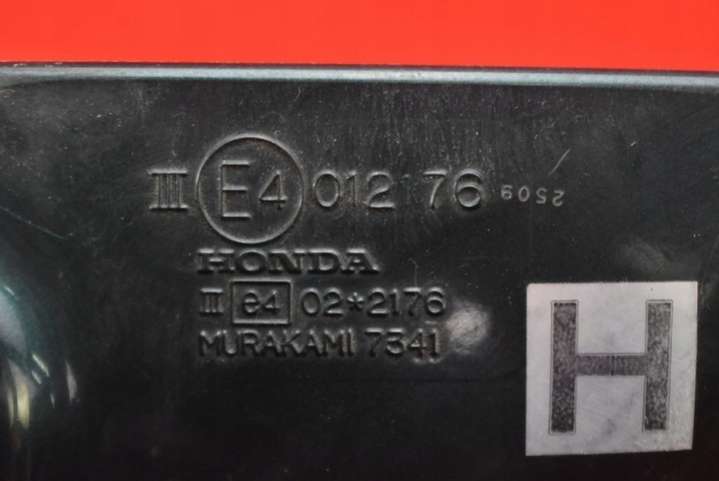 III E4 012176 2509
HONDA
II e4 02*2176
MURAKAMI 7341
H